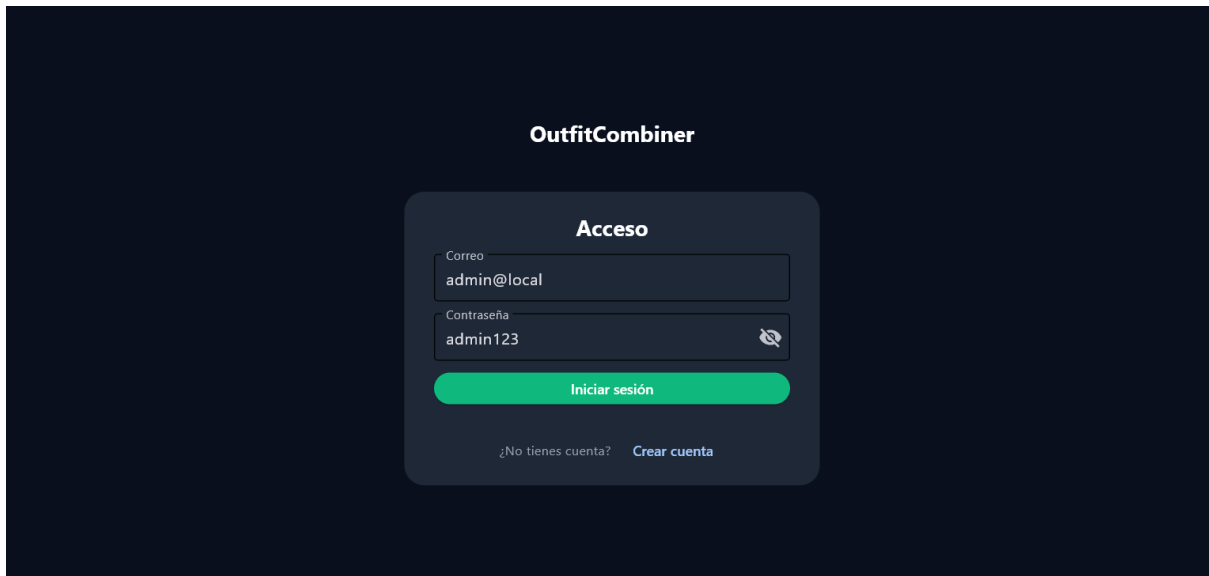 OutfitCombiner
Acceso
Correo
admin@local
Contraseña
admin123
Iniciar sesión
¿No tienes cuenta? Crear cuenta